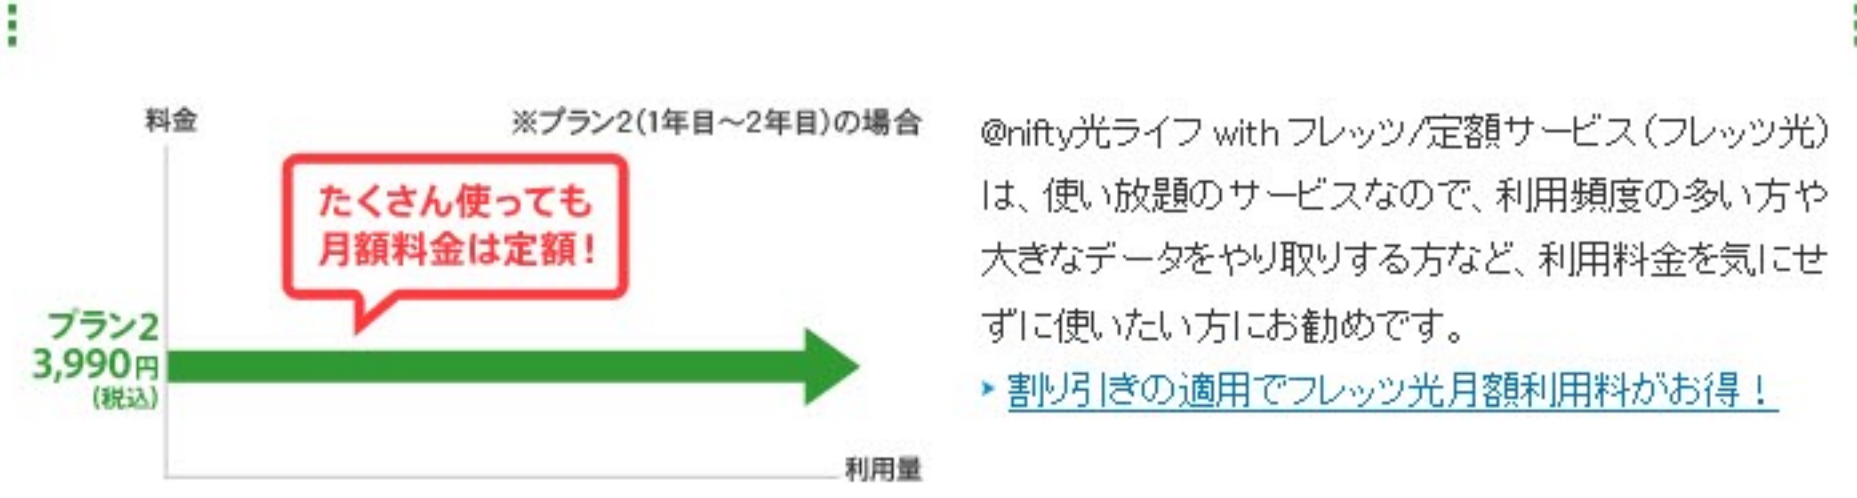 料金
※プラン2(1年目～2年目)の場合
たくさん使っても
月額料金は定額!
プラン2
3,990円
(税込)
利用量
@nifty光ライフ with フレッツ/定額サービス(フレッツ光)
は、使い放題のサービスなので、利用頻度の多い方や
大きなデータをやり取りする方など、利用料金を気にせ
ずに使いたい方にお勧めです。
割り引きの適用でフレッツ光月額利用料がお得!